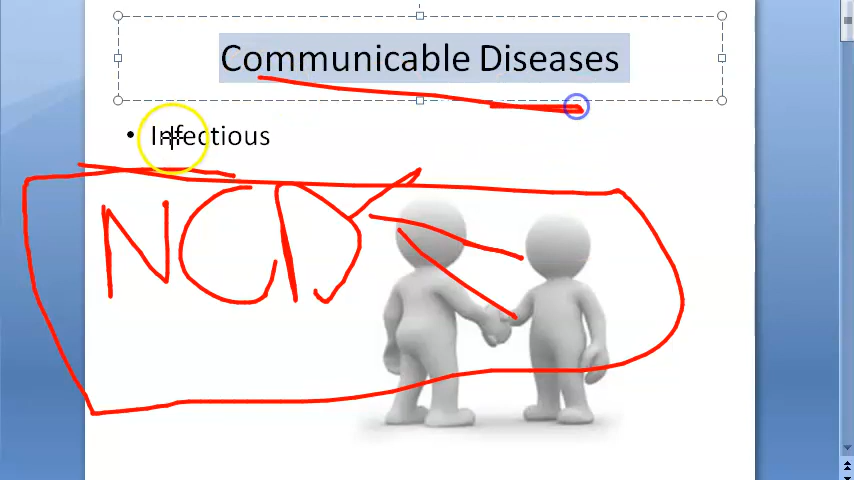 Communicable Diseases
• Infectious
NCD